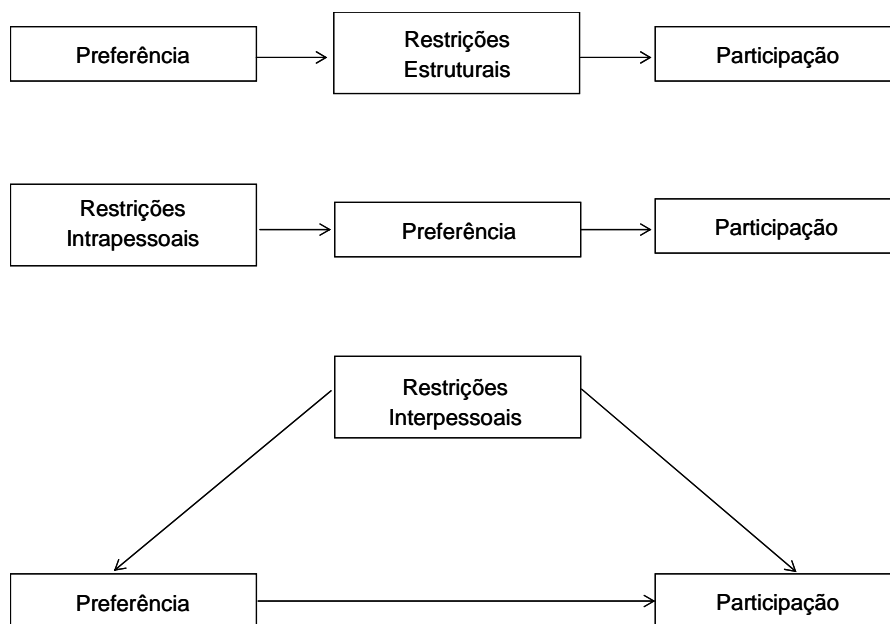 Preferência
Restrições
Estruturais
Participação
Restrições
Intrapessoais
Preferência
Participação
Restrições
Interpessoais
Preferência
Participação